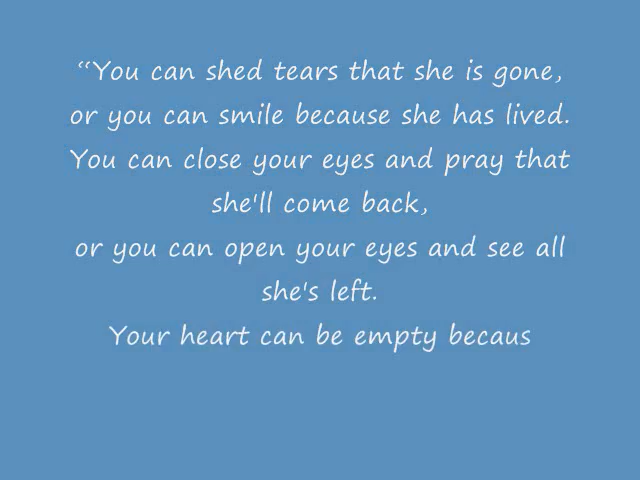 “You can shed tears that she is gone,
or you can smile because she has lived.
You can close your eyes and pray that
she'll come back,
or you can open your eyes and see all
she's left.
Your heart can be empty becaus